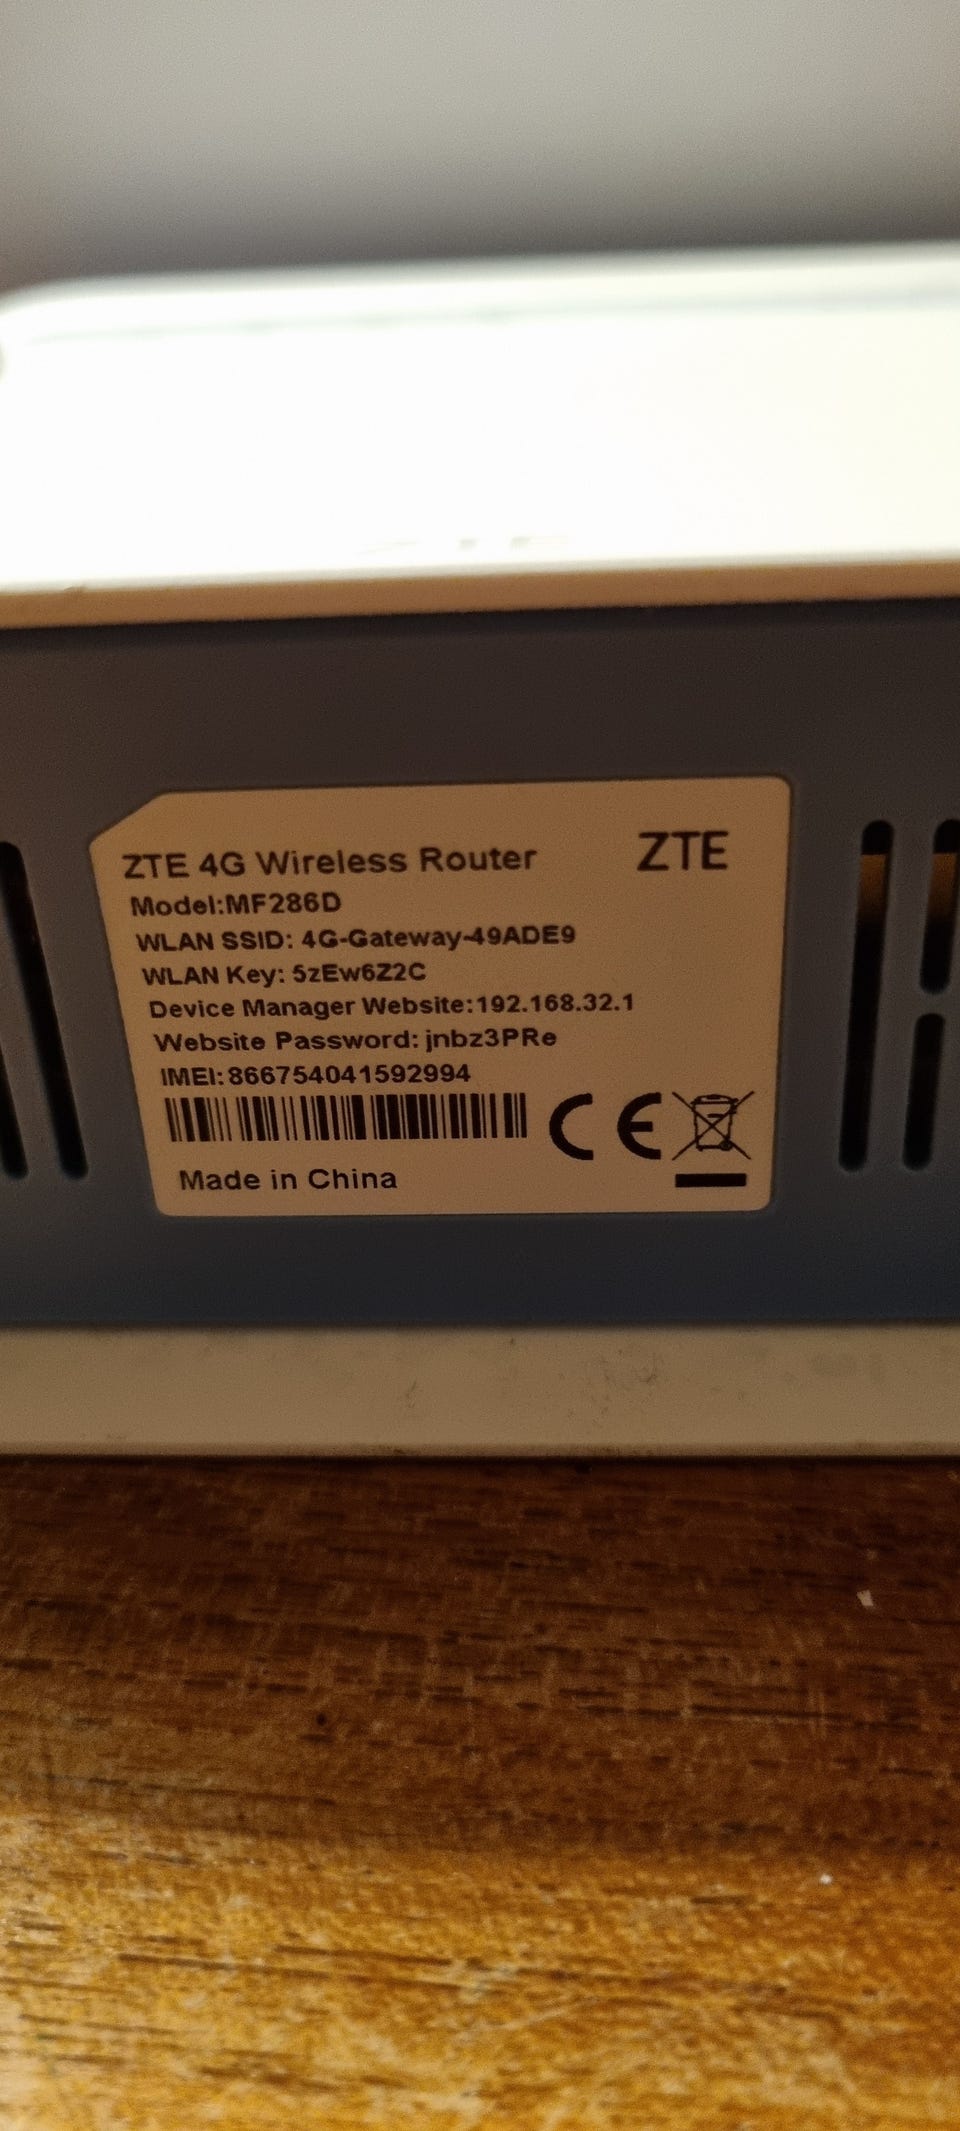 ZTE 4G Wireless Router
ZTE
Model:MF286D
WLAN SSID: 4G-Gateway-49ADE9
WLAN Key: 5zEw6Z2C
Device Manager Website:192.168.32.1
Website Password: jnbz3PRe
IMEI:866754041592994
CE
Made in China